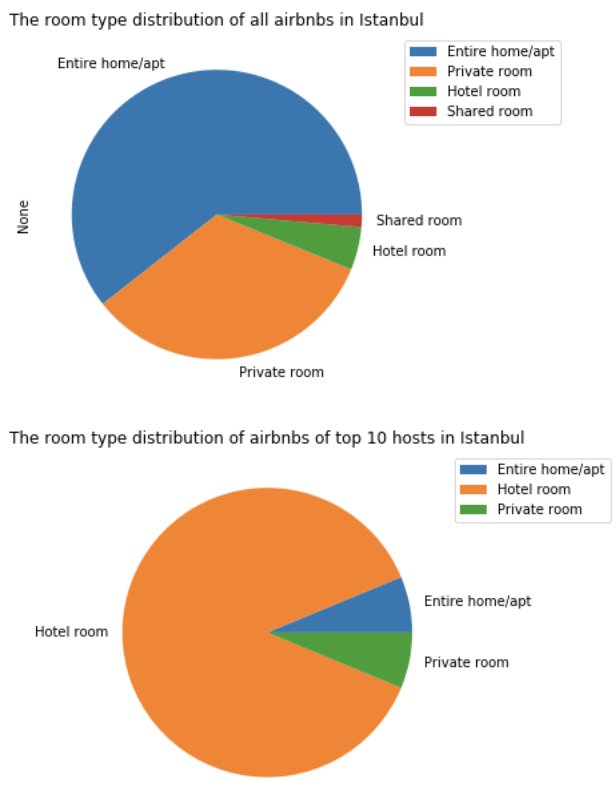 The room type distribution of all airbnbs in Istanbul
Entire home/apt
Entire home/apt
Private room
Hotel room
Shared room
None
Shared room
Hotel room
Private room
The room type distribution of airbnbs of top 10 hosts in Istanbul
Entire home/apt
Hotel room
Private room
Entire home/apt
Hotel room
Private room